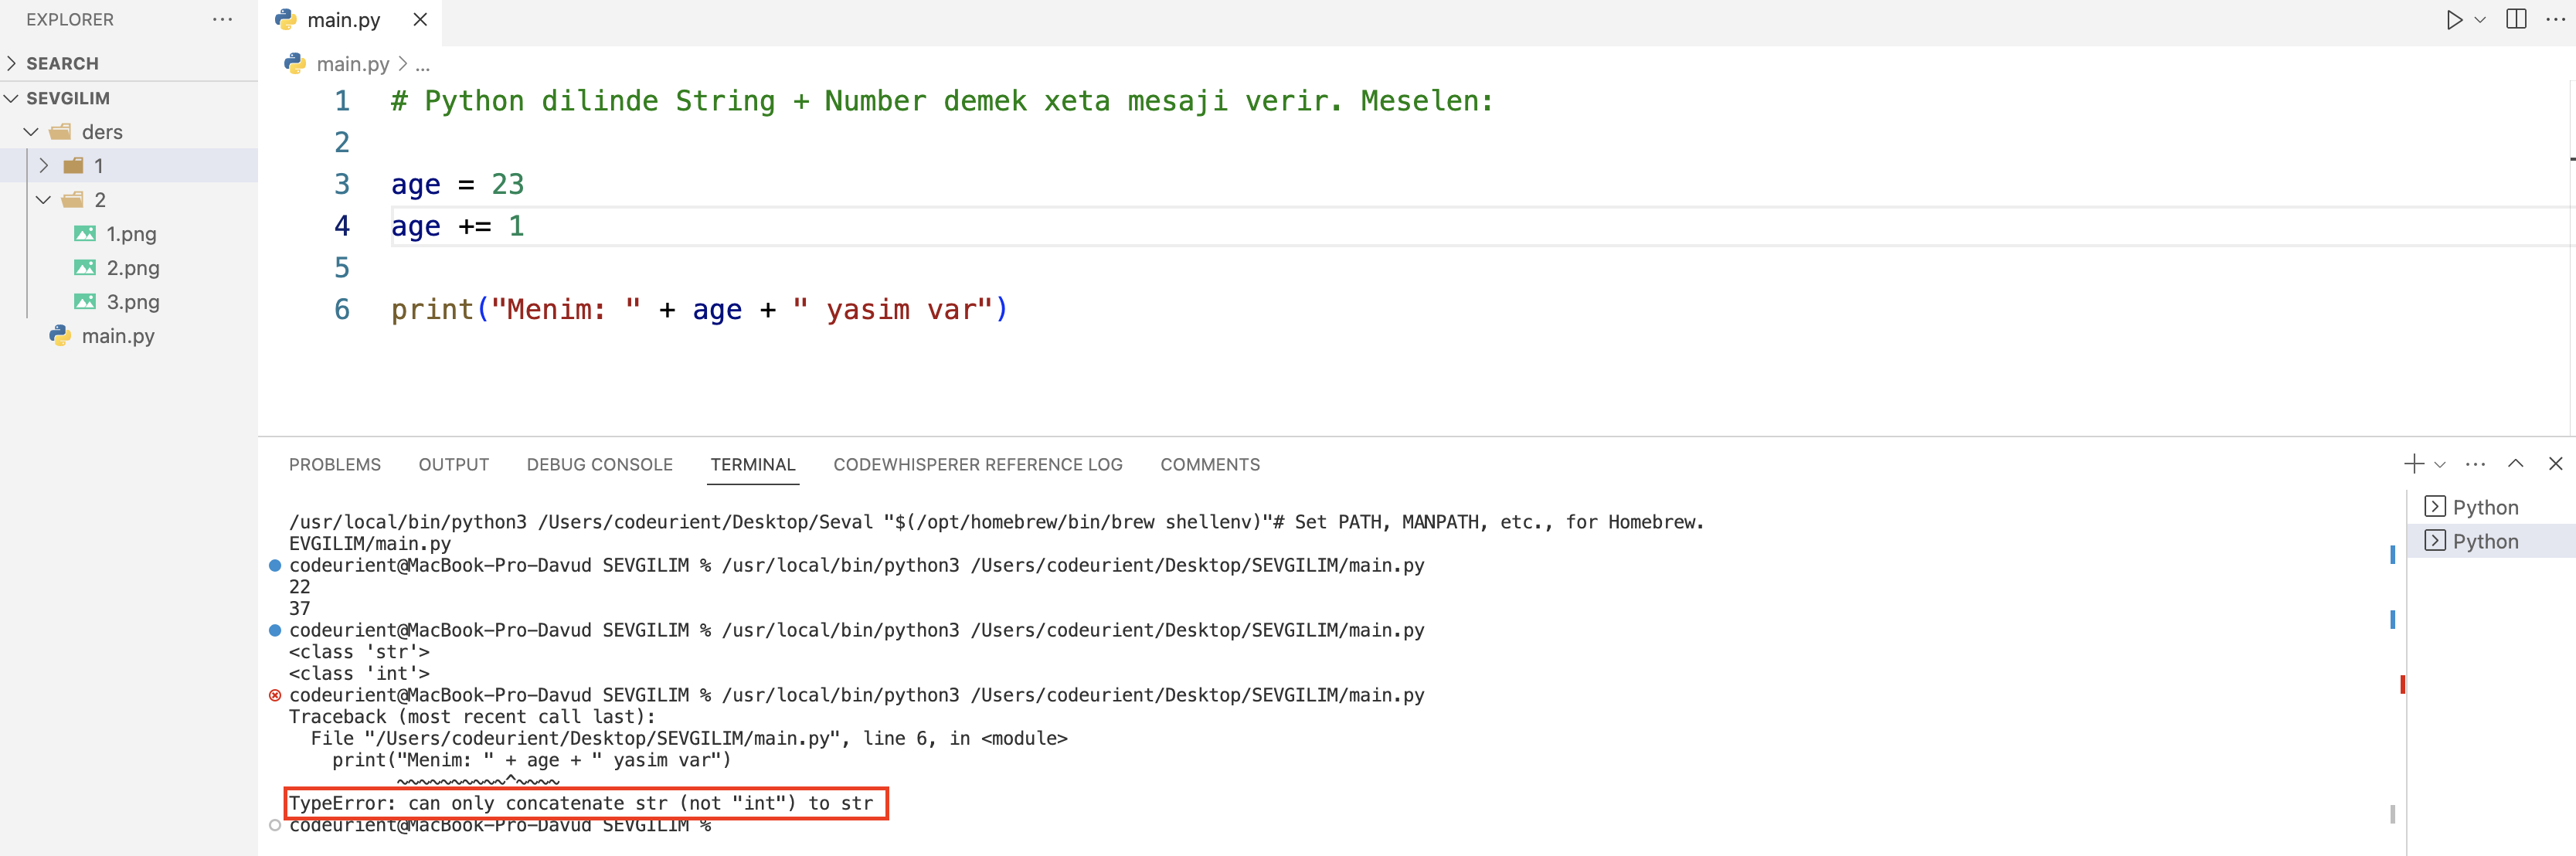 EXPLORER
SEARCH
SEVGILIM
ders
1
2
1.png
2.png
3.png
main.py
main.py
main.py > ...
1 # Python dilinde String + Number demek xeta mesaji verir. Meselen:
2
3 age = 23
4 age += 1
5
6 print("Menim: " + age + " yasim var")
PROBLEMS OUTPUT DEBUG CONSOLE TERMINAL CODEWHISPERER REFERENCE LOG COMMENTS
/usr/local/bin/python3 /Users/codeurient/Desktop/Seval "$(/opt/homebrew/bin/brew shellenv)"# Set PATH, MANPATH, etc., for Homebrew.
EVGILIM/main.py
codeurient@MacBook-Pro-Davud SEVGILIM % /usr/local/bin/python3 /Users/codeurient/Desktop/SEVGILIM/main.py
22
37
codeurient@MacBook-Pro-Davud SEVGILIM % /usr/local/bin/python3 /Users/codeurient/Desktop/SEVGILIM/main.py
<class 'str'>
<class 'int'>
codeurient@MacBook-Pro-Davud SEVGILIM % /usr/local/bin/python3 /Users/codeurient/Desktop/SEVGILIM/main.py
Traceback (most recent call last):
  File "/Users/codeurient/Desktop/SEVGILIM/main.py", line 6, in <module>
    print("Menim: " + age + " yasim var")
          ~~~~~~~~~~^~~~~
TypeError: can only concatenate str (not "int") to str
codeurient@MacBook-Pro-Davud SEVGILIM %
Python
Python